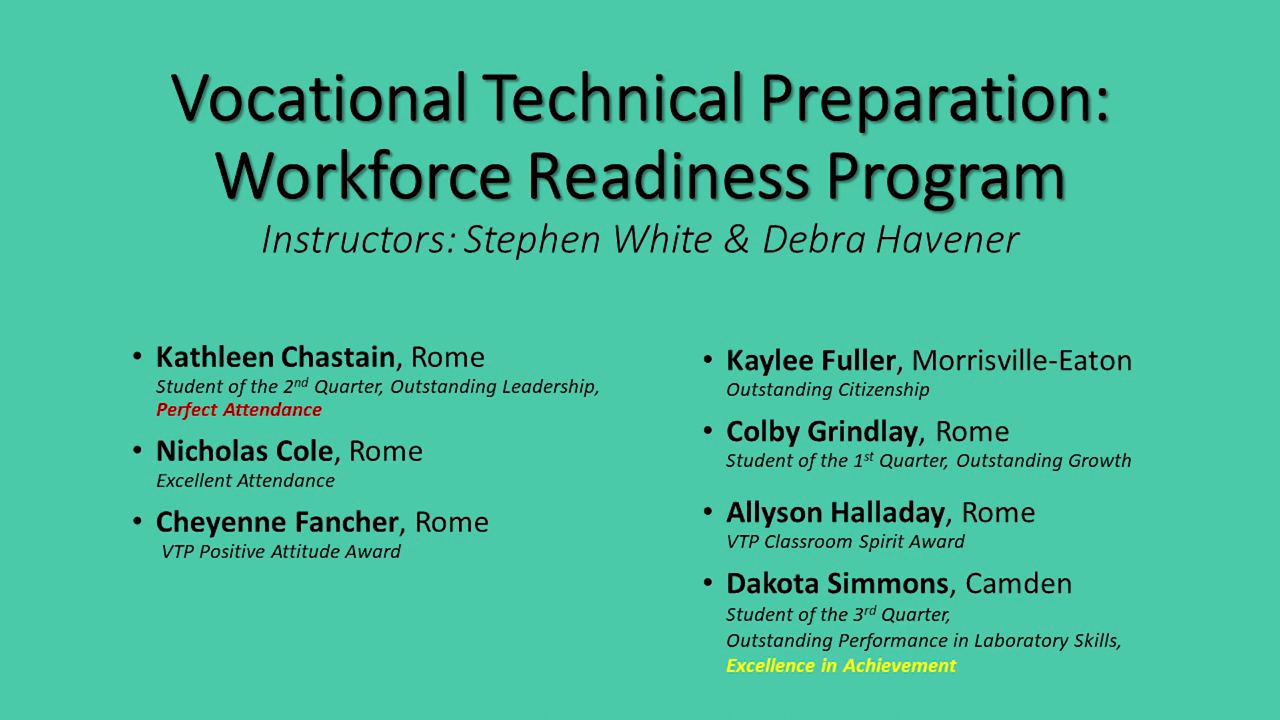 Vocational Technical Preparation:
Workforce Readiness Program
Instructors: Stephen White & Debra Havener
• Kathleen Chastain, Rome
Student of the 2nd Quarter, Outstanding Leadership,
Perfect Attendance
• Nicholas Cole, Rome
Excellent Attendance
• Cheyenne Fancher, Rome
VTP Positive Attitude Award
• Kaylee Fuller, Morrisville-Eaton
Outstanding Citizenship
• Colby Grindlay, Rome
Student of the 1st Quarter, Outstanding Growth
• Allyson Halladay, Rome
VTP Classroom Spirit Award
• Dakota Simmons, Camden
Student of the 3rd Quarter,
Outstanding Performance in Laboratory Skills,
Excellence in Achievement